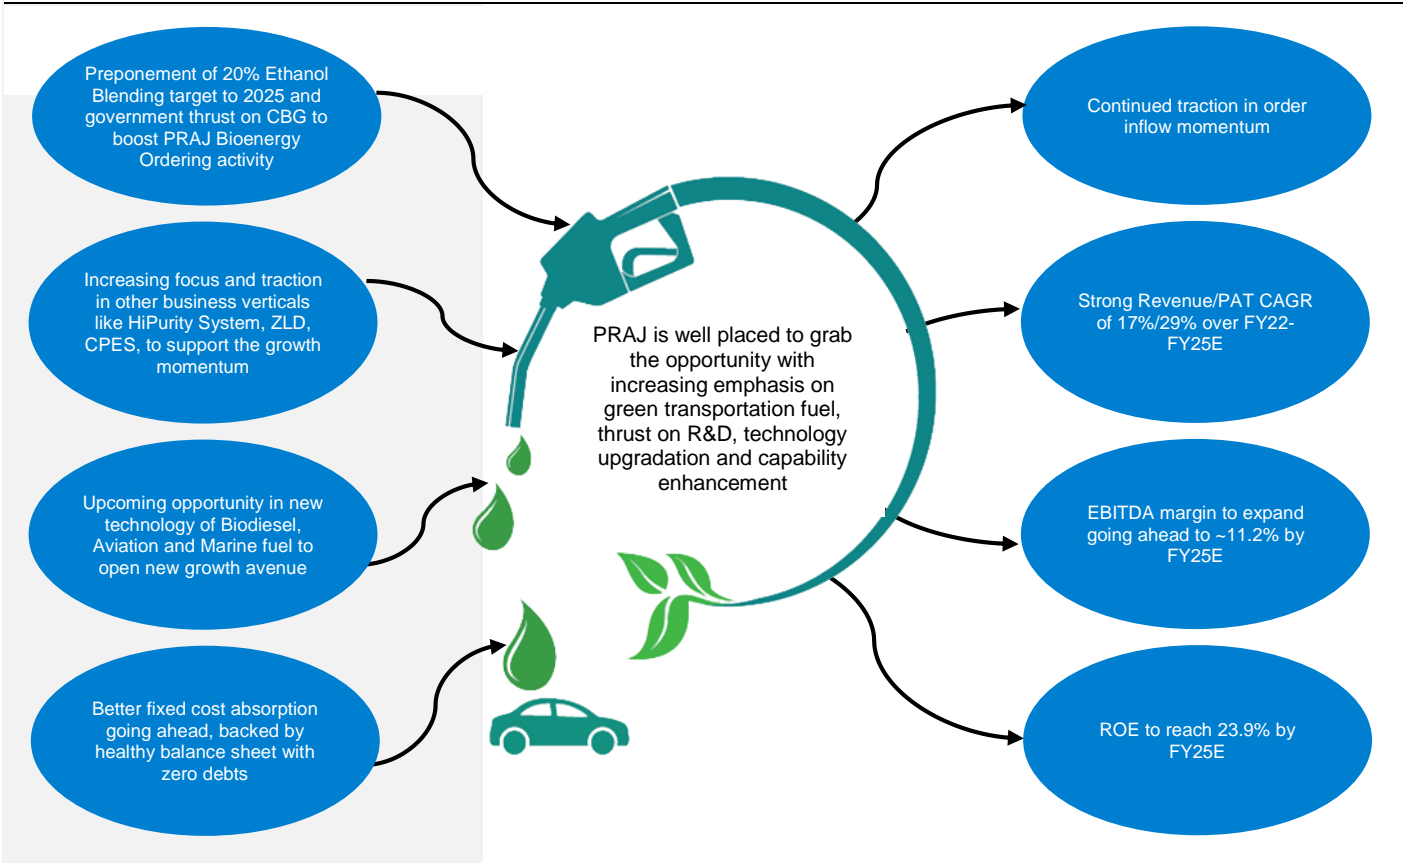 Preponement of 20% Ethanol
Blending target to 2025 and
government thrust on CBG to
boost PRAJ Bioenergy
Ordering activity
Increasing focus and traction
in other business verticals
like HiPurity System, ZLD,
CPES, to support the growth
momentum
Upcoming opportunity in new
technology of Biodiesel,
Aviation and Marine fuel to
open new growth avenue
Better fixed cost absorption
going ahead, backed by
healthy balance sheet with
zero debts
PRAJ is well placed to grab
the opportunity with
increasing emphasis on
green transportation fuel,
thrust on R&D, technology
upgradation and capability
enhancement
Continued traction in order
inflow momentum
Strong Revenue/PAT CAGR
of 17%/29% over FY22-
FY25E
EBITDA margin to expand
going ahead to ~11.2% by
FY25E
ROE to reach 23.9% by
FY25E